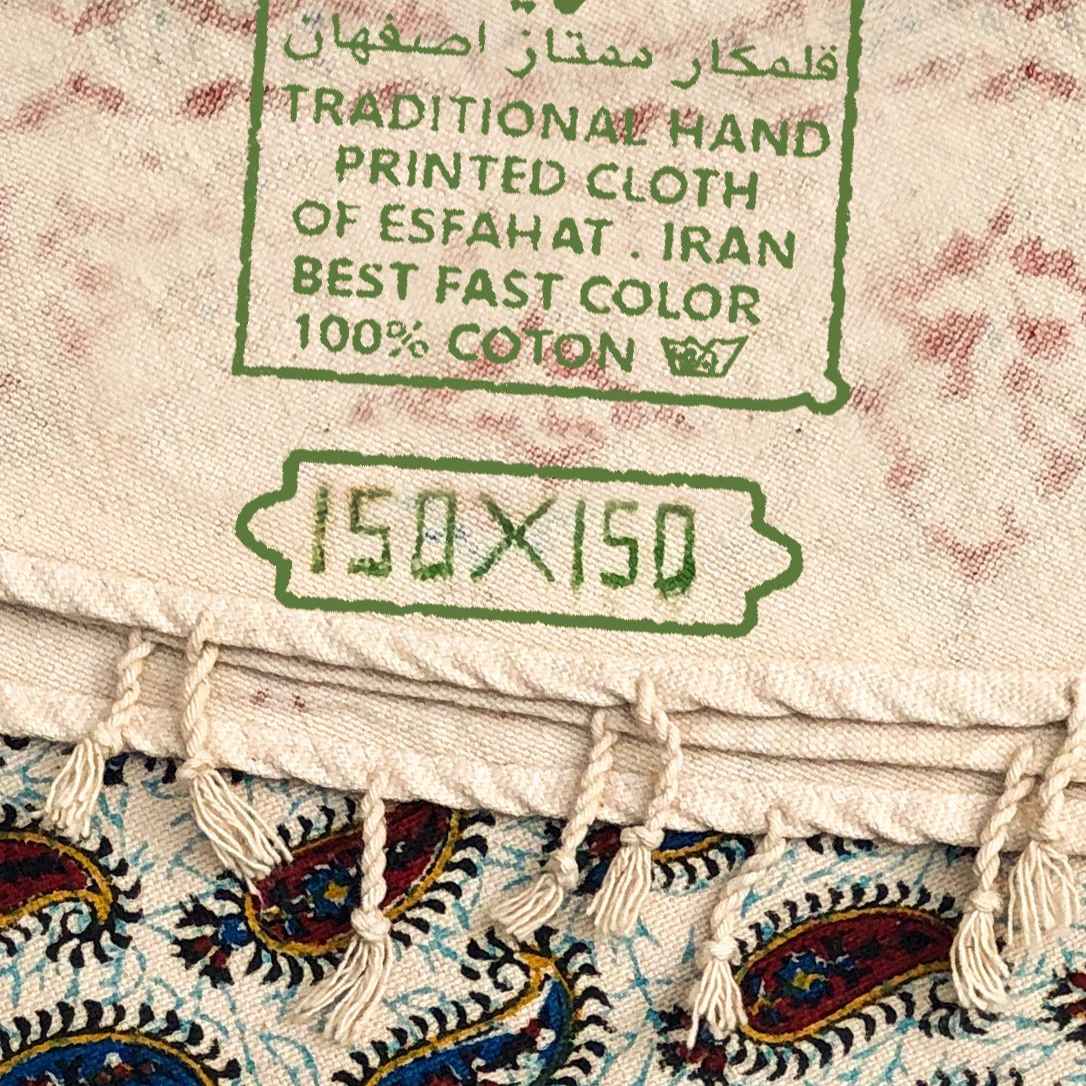 قلمکار ممتاز اصفهان
TRADITIONAL HAND
PRINTED CLOTH
OF ESFAHAT . IRAN
BEST FAST COLOR
100% COTON
150X150